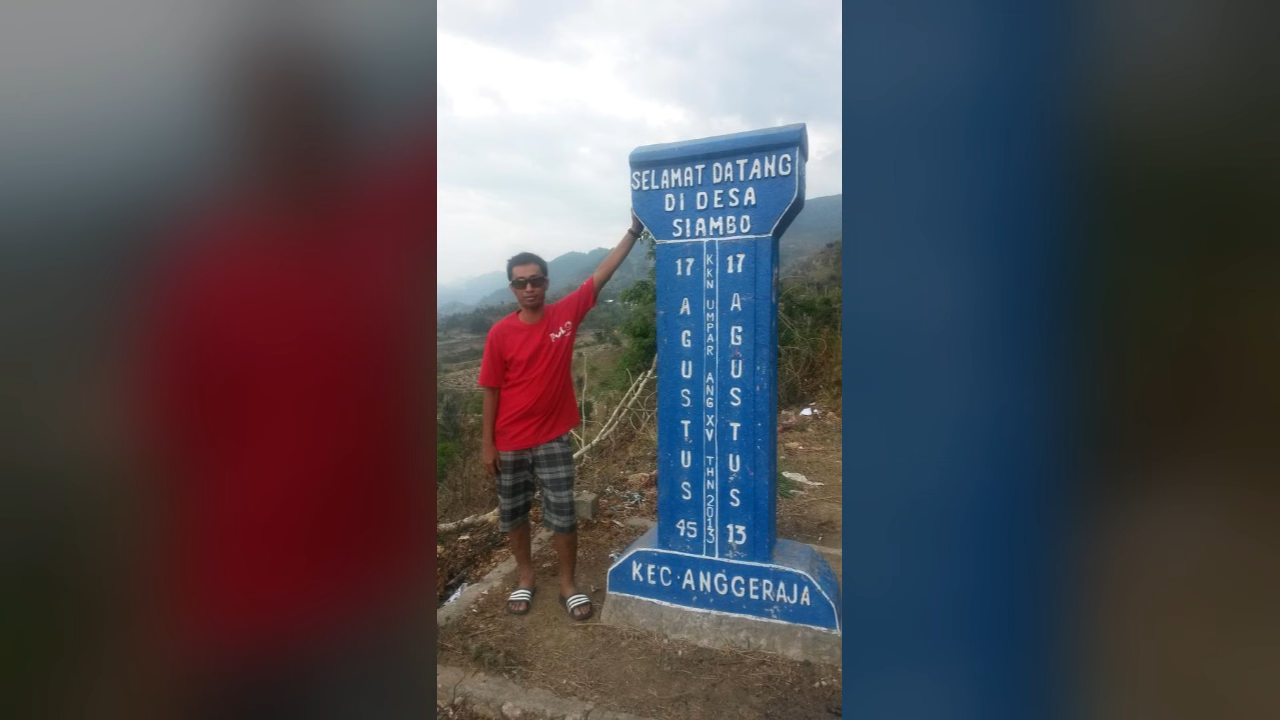 SELAMAT DATANG
DI DESA
SIAMBO
17 AGUSTUS 45
KKN UMPAR ANG XV THN 2013
17 AGUSTUS 13
KEC·ANGGERAJA